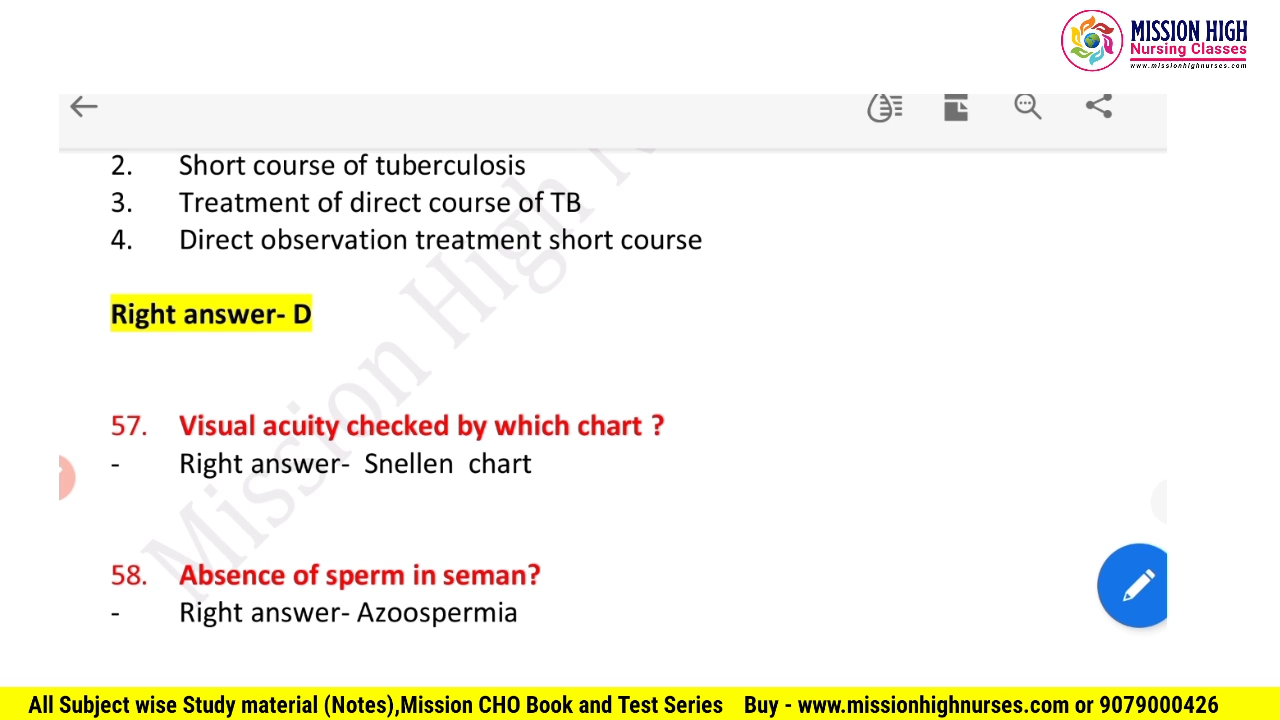 MISSION HIGH
Nursing Classes
www.missionhighnurses.com
2. Short course of tuberculosis
3. Treatment of direct course of TB
4. Direct observation treatment short course
Right answer- D
57. Visual acuity checked by which chart ?
- Right answer- Snellen chart
58. Absence of sperm in seman?
- Right answer- Azoospermia
Mission High N
All Subject wise Study material (Notes),Mission CHO Book and Test Series Buy - www.missionhighnurses.com or 9079000426